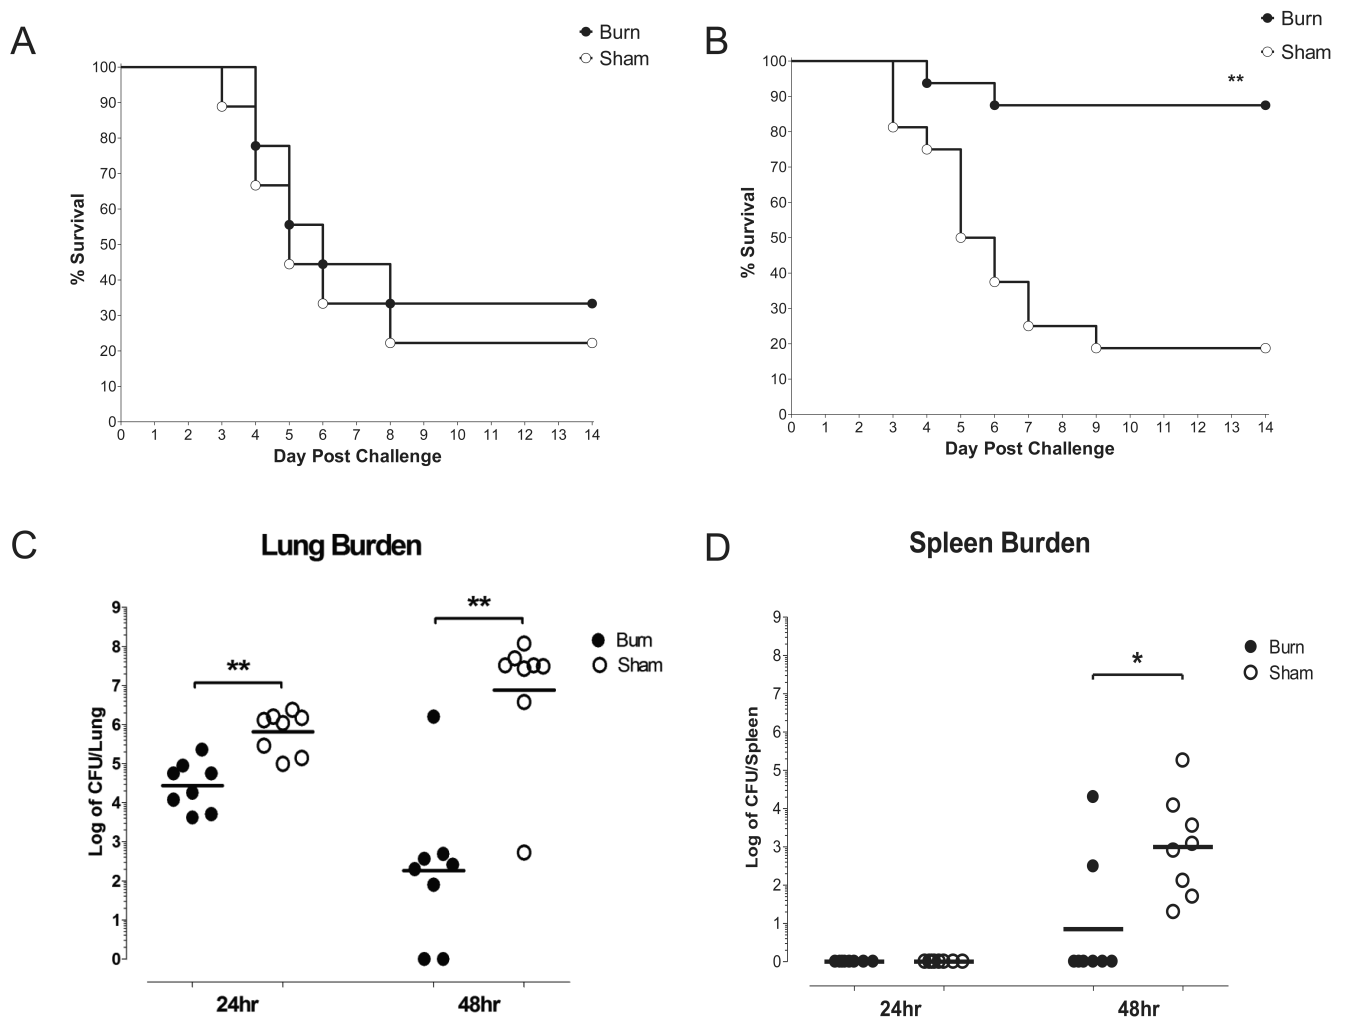 A
Burn
Sham
100
90
80
70
60
50
40
30
20
10
0
% Survival
0 1 2 3 4 5 6 7 8 9 10 11 12 13 14
Day Post Challenge
B
Burn
Sham
**
100
90
80
70
60
50
40
30
20
10
0
% Survival
0 1 2 3 4 5 6 7 8 9 10 11 12 13 14
Day Post Challenge
C
Lung Burden
**
**
Burn
Sham
9
8
7
6
5
4
3
2
1
0
Log of CFU/Lung
24hr 48hr
D
Spleen Burden
*
Burn
Sham
9
8
7
6
5
4
3
2
1
0
Log of CFU/Spleen
24hr 48hr